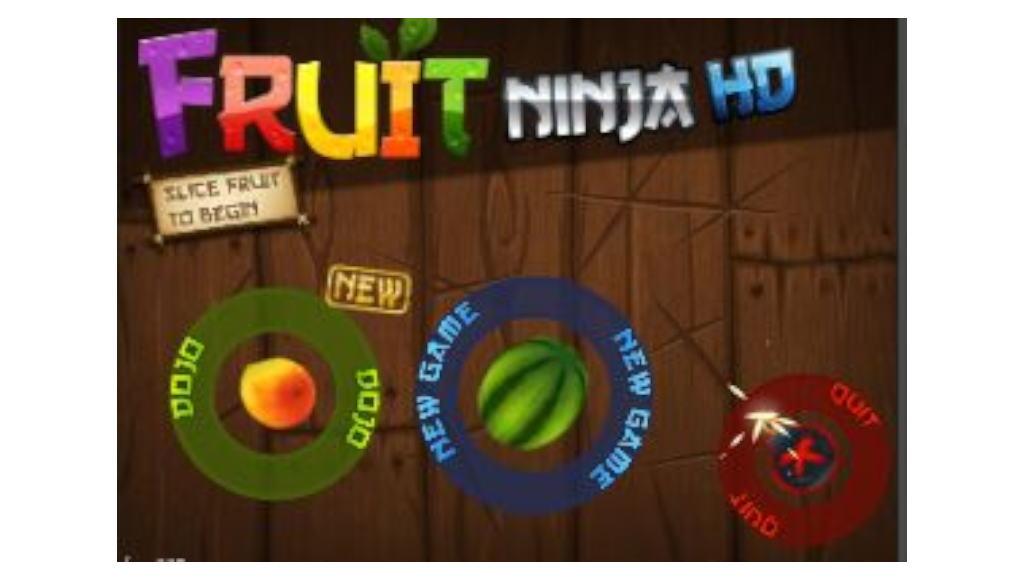 FRUIT NINJA HD
SLICE FRUIT
TO BEGIN
NEW
DOJO
DOJO
NEW GAME
NEW GAME
QUIT
QUIT